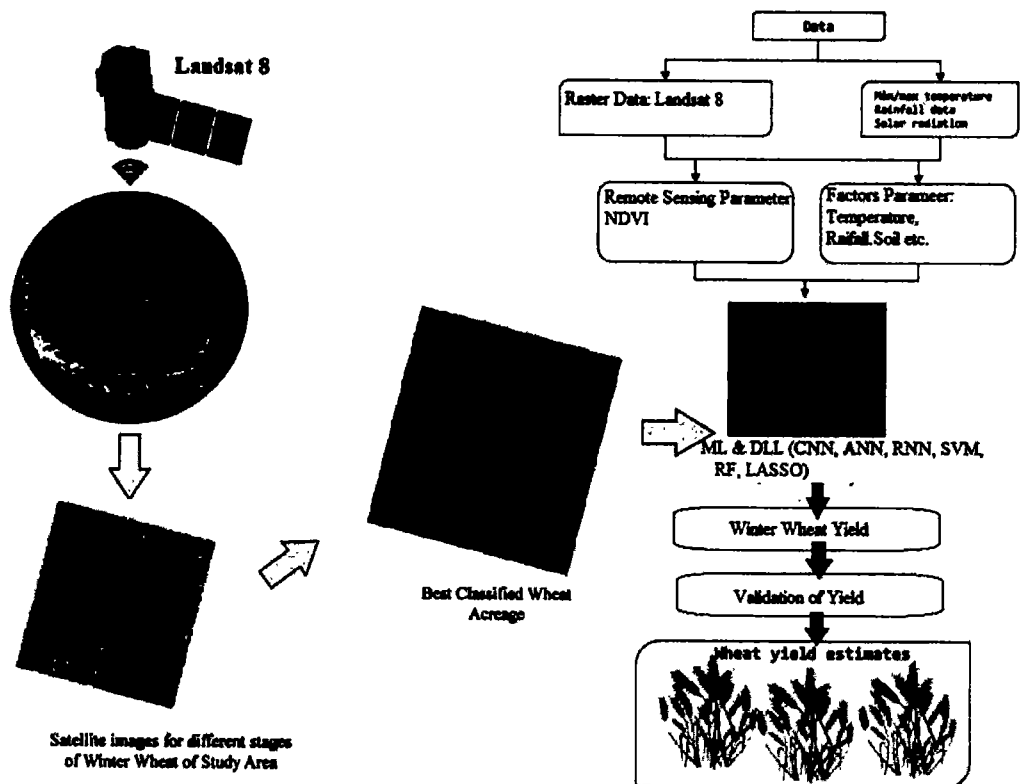 Landsat 8
Satellite images for different stages
of Winter Wheat of Study Area
Best Classified Wheat
Acreage
Data
Raster Data: Landsat 8
Min/max temperature
Rainfall data
Solar radiation
Remote Sensing Parameter
NDVI
Factors Parameer:
Temperature,
Raifall.Soil etc.
ML & DLL (CNN, ANN, RNN, SVM,
RF, LASSO)
Winter Wheat Yield
Validation of Yield
Wheat yield estimates